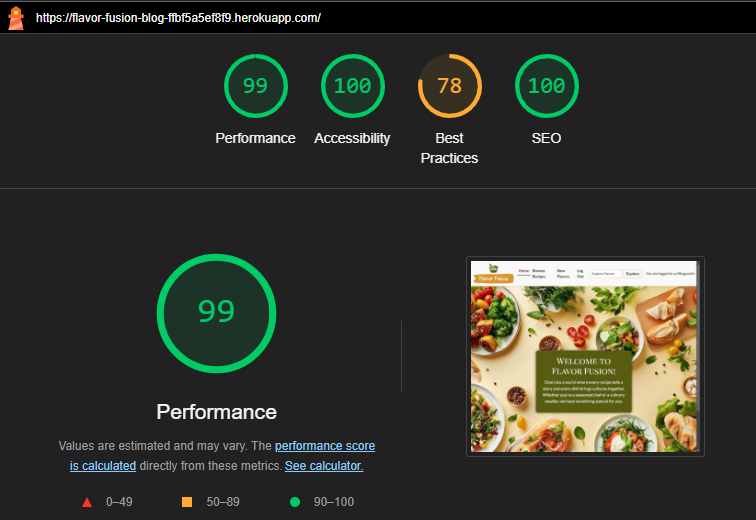 https://flavor-fusion-blog-ffbf5a5ef8f9.herokuapp.com/
99
100
78
100
Performance
Accessibility
Best
Practices
SEO
99
Performance
Values are estimated and may vary. The performance score
is calculated directly from these metrics. See calculator.
0–49
50–89
90–100
Flavor Fusion
Home
Browse
Recipes
New
Flavors
Log
Out
Explore Flavors
Explore
You are logged in as
Welcome to
Flavor Fusion!
Dive into a world where every recipe tells a
story and every dish brings cultures together.
Whether you're a seasoned chef or a culinary
newbie, we have something special for you.